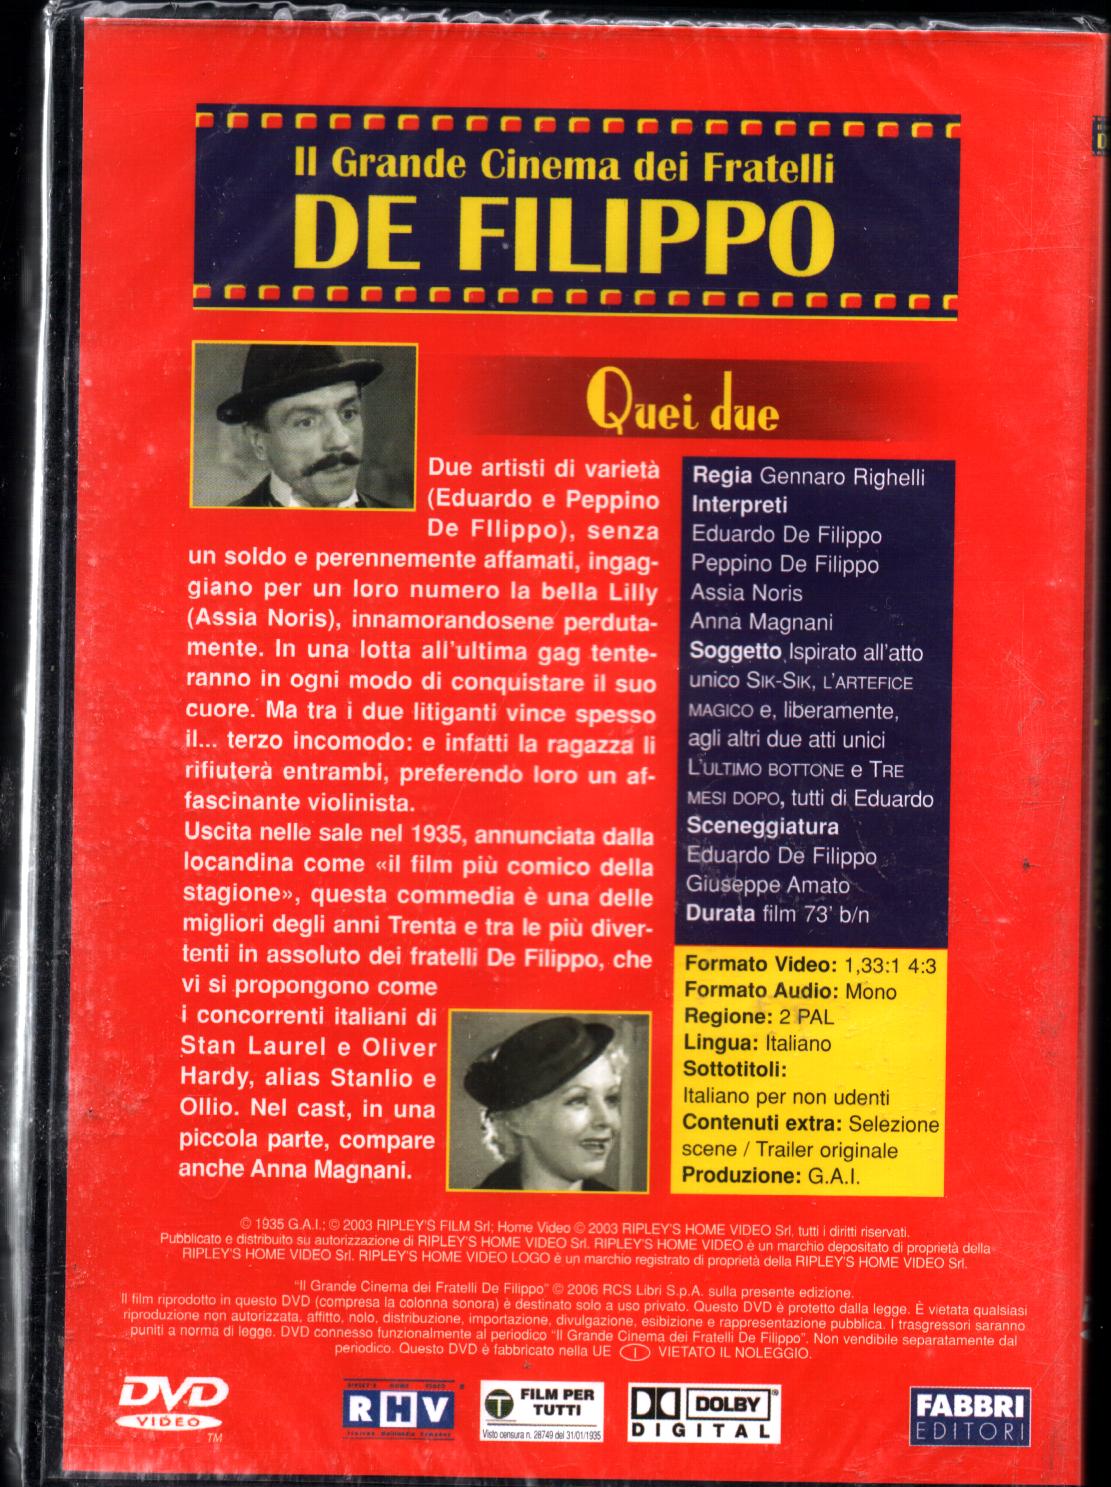 Il Grande Cinema dei Fratelli
DE FILIPPO
Quei due
Due artisti di varietà
(Eduardo e Peppino
De FIlippo), senza
un soldo e perennemente affamati, ingag-
giano per un loro numero la bella Lilly
(Assia Noris), innamorandosene perduta-
mente. In una lotta all'ultima gag tente-
ranno in ogni modo di conquistare il suo
cuore. Ma tra i due litiganti vince spesso
il... terzo incomodo: e infatti la ragazza li
rifiuterà entrambi, preferendo loro un af-
fascinante violinista.
Uscita nelle sale nel 1935, annunciata dalla
locandina come «il film più comico della
stagione», questa commedia è una delle
migliori degli anni Trenta e tra le più diver-
tenti in assoluto dei fratelli De Filippo, che
vi si propongono come
i concorrenti italiani di
Stan Laurel e Oliver
Hardy, alias Stanlio e
Ollio. Nel cast, in una
piccola parte, compare
anche Anna Magnani.
Regia Gennaro Righelli
Interpreti
Eduardo De Filippo
Peppino De Filippo
Assia Noris
Anna Magnani
Soggetto Ispirato all'atto
unico SIK-SIK, L'ARTEFICE
MAGICO e, liberamente,
agli altri due atti unici
L'ULTIMO BOTTONE e TRE
MESI DOPO, tutti di Eduardo
Sceneggiatura
Eduardo De Filippo
Giuseppe Amato
Durata film 73' b/n
Formato Video: 1,33:1 4:3
Formato Audio: Mono
Regione: 2 PAL
Lingua: Italiano
Sottotitoli:
Italiano per non udenti
Contenuti extra: Selezione
scene / Trailer originale
Produzione: G.A.I.
© 1935 G.A.I.; © 2003 RIPLEY'S FILM Srl; Home Video © 2003 RIPLEY'S HOME VIDEO Srl, tutti i diritti riservati.
Pubblicato e distribuito su autorizzazione di RIPLEY'S HOME VIDEO Srl. RIPLEY'S HOME VIDEO è un marchio depositato di proprietà della
RIPLEY'S HOME VIDEO Srl. RIPLEY'S HOME VIDEO LOGO è un marchio registrato di proprietà della RIPLEY'S HOME VIDEO Srl.
"Il Grande Cinema dei Fratelli De Filippo" © 2006 RCS Libri S.p.A. sulla presente edizione.
Il film riprodotto in questo DVD (compresa la colonna sonora) è destinato solo a uso privato. Questo DVD è protetto dalla legge. È vietata qualsiasi
riproduzione non autorizzata, affitto, nolo, distribuzione, importazione, divulgazione, esibizione e rappresentazione pubblica. I trasgressori saranno
puniti a norma di legge. DVD connesso funzionalmente al periodico "Il Grande Cinema dei Fratelli De Filippo". Non vendibile separatamente dal
periodico. Questo DVD è fabbricato nella UE I VIETATO IL NOLEGGIO.
DVD
VIDEO
TM
RIPLEY'S HOME VIDEO ®
RHV
T FILM PER
TUTTI
Visto censura n. 28749 del 31/01/1935
DOLBY ®
DIGITAL
FABBRI
EDITORI